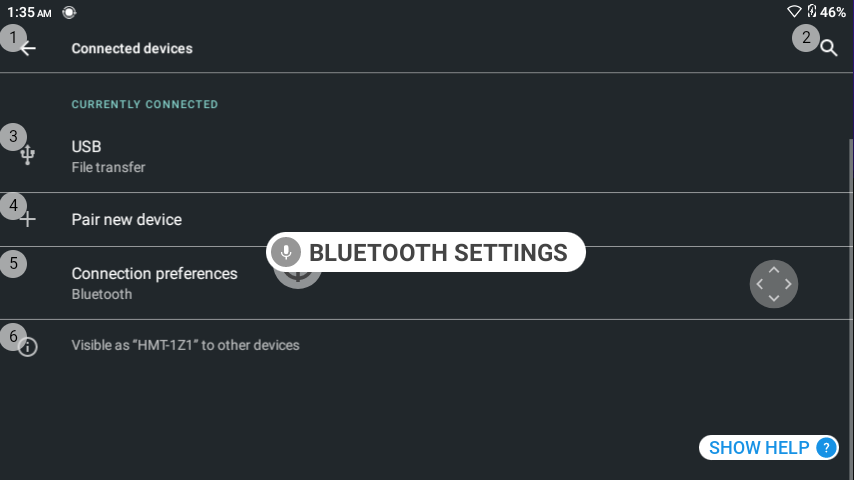 1:35 AM
46%
1
Connected devices
2
CURRENTLY CONNECTED
3
USB
File transfer
4
Pair new device
BLUETOOTH SETTINGS
5
Connection preferences
Bluetooth
6
Visible as “HMT-1Z1” to other devices
SHOW HELP ?